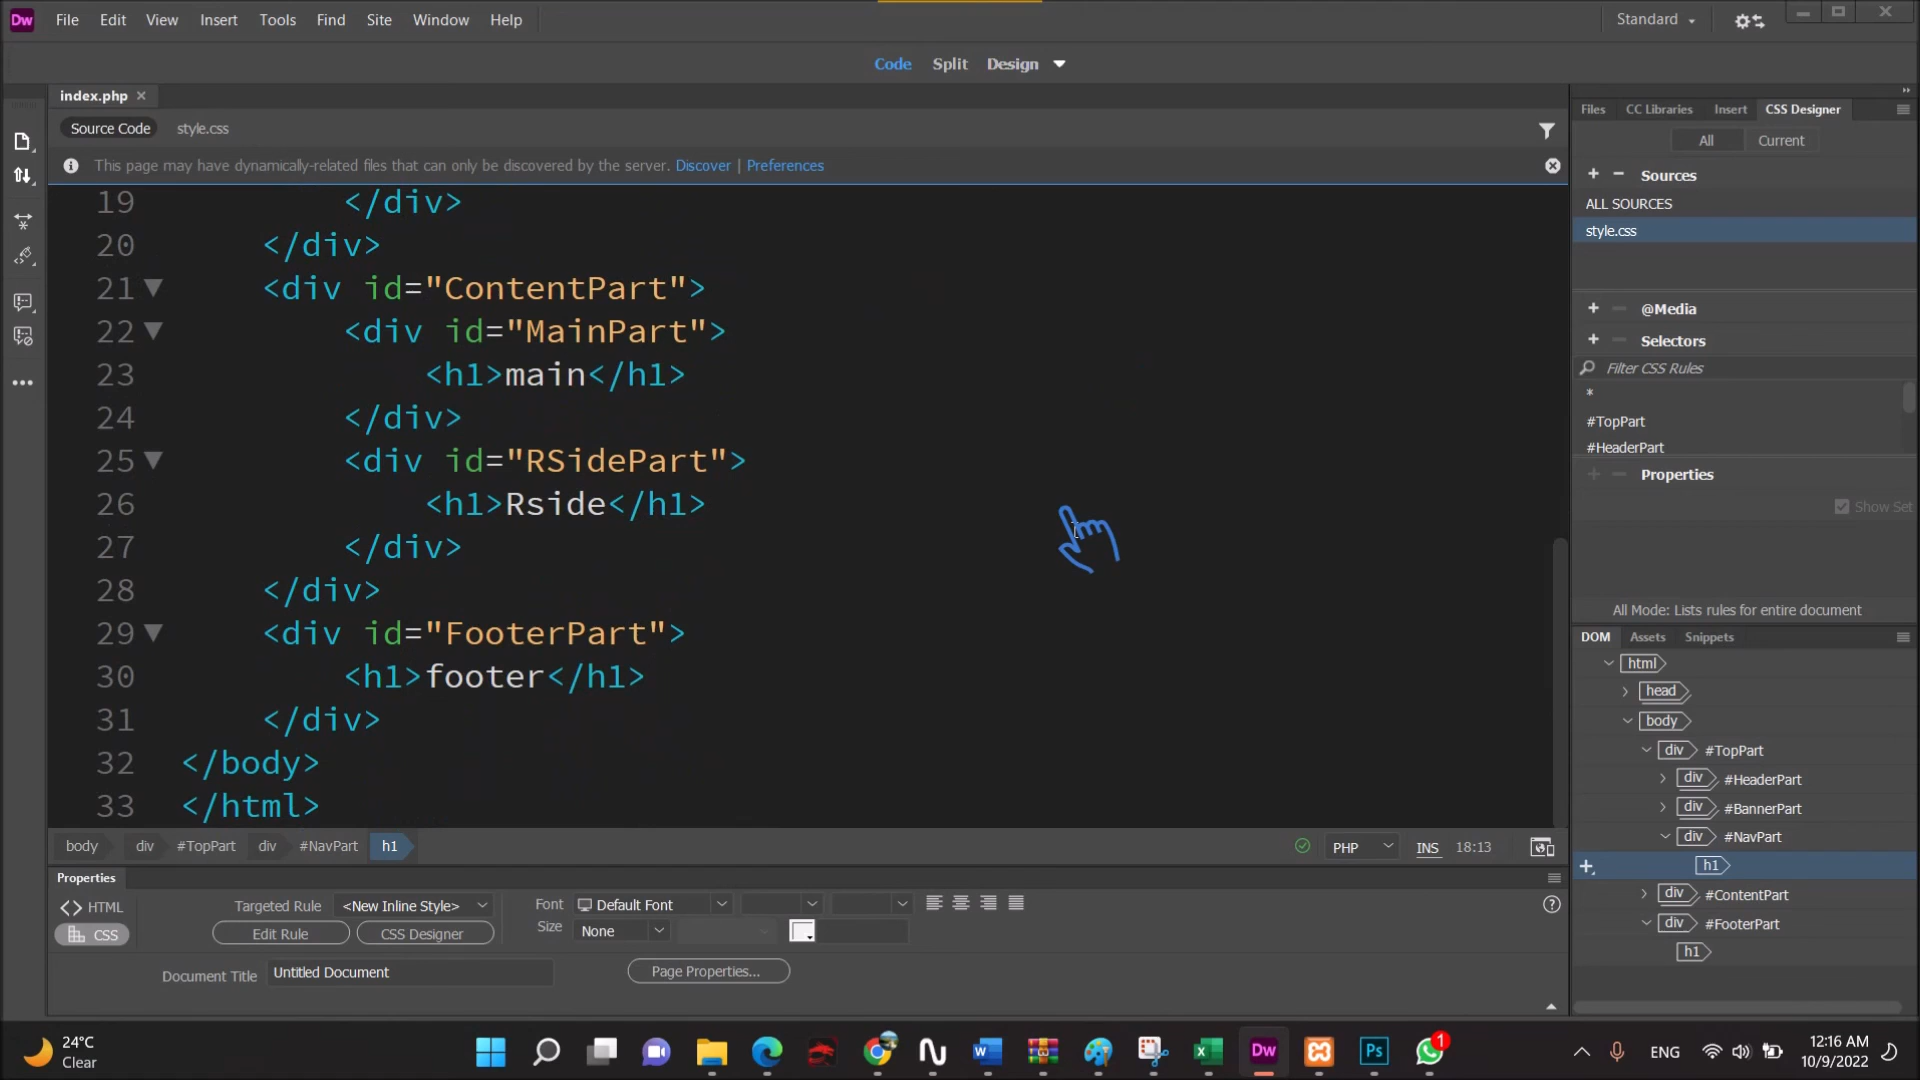 Dw File Edit View Insert Tools Find Site Window Help Standard
Code Split Design
index.php
Source Code style.css
This page may have dynamically-related files that can only be discovered by the server. Discover | Preferences
19 </div>
20 </div>
21 <div id="ContentPart">
22 <div id="MainPart">
23 <h1>main</h1>
24 </div>
25 <div id="RSidePart">
26 <h1>Rside</h1>
27 </div>
28 </div>
29 <div id="FooterPart">
30 <h1>footer</h1>
31 </div>
32 </body>
33 </html>
body div #TopPart div #NavPart h1 PHP INS 18:13
Properties
HTML Targeted Rule <New Inline Style> Font Default Font
CSS Edit Rule CSS Designer Size None
Document Title Untitled Document Page Properties...
Files CC Libraries Insert CSS Designer
All Current
+ − Sources
ALL SOURCES
style.css
+ − @Media
+ − Selectors
Filter CSS Rules
*
#TopPart
#HeaderPart
+ − Properties
Show Set
All Mode: Lists rules for entire document
DOM Assets Snippets
html
head
body
div #TopPart
div #HeaderPart
div #BannerPart
div #NavPart
h1
div #ContentPart
div #FooterPart
h1
24°C
Clear
W X Dw Ps 1
ENG
12:16 AM
10/9/2022